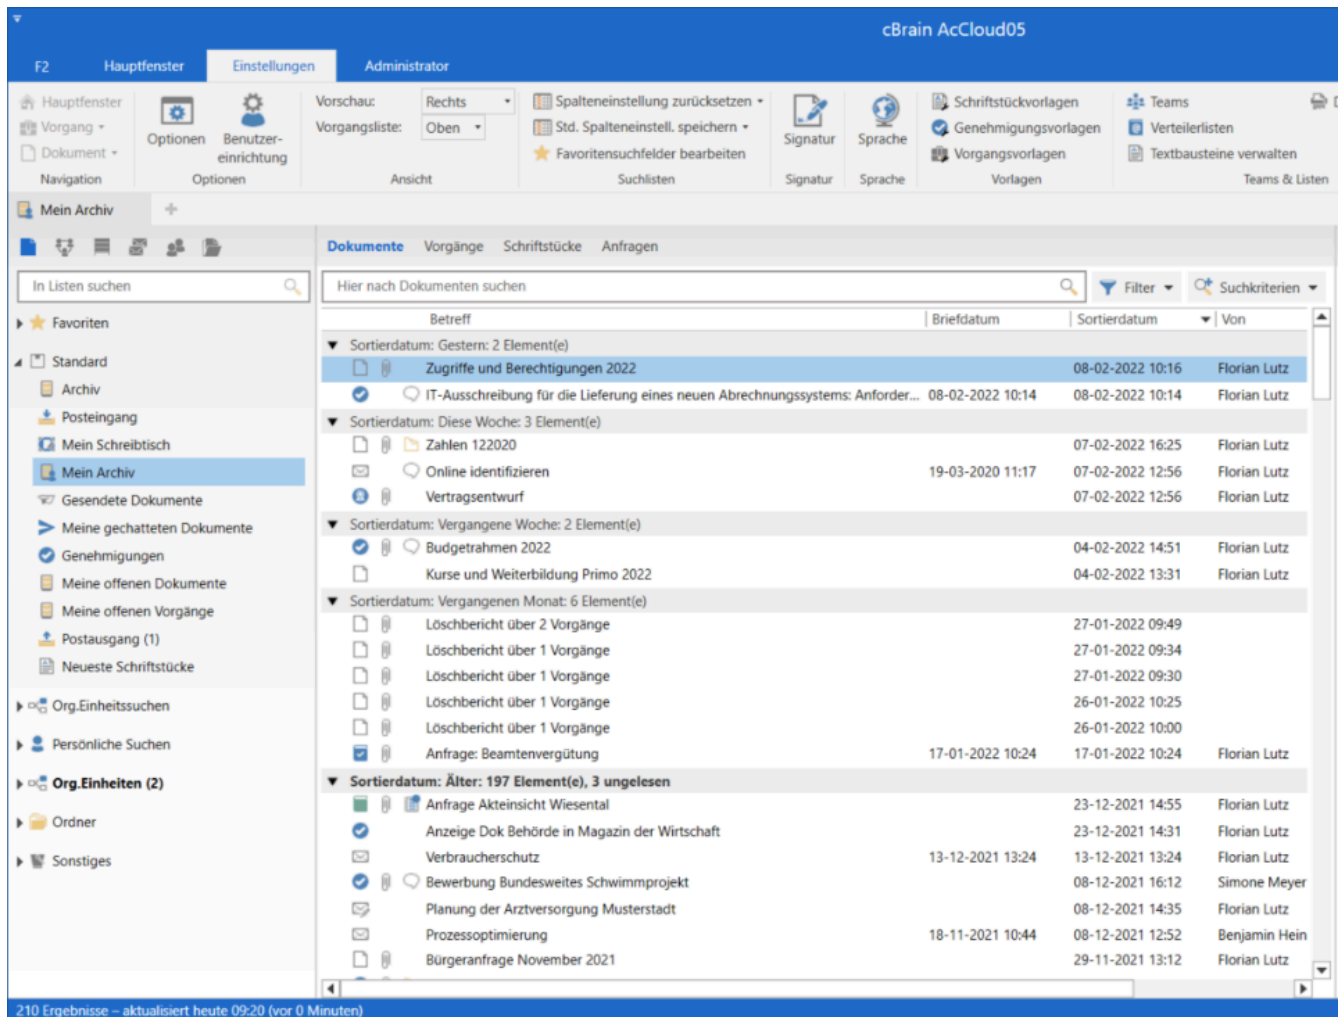 cBrain AcCloud05
F2 Hauptfenster Einstellungen Administrator
Hauptfenster
Vorgang
Dokument
Navigation
Optionen
Benutzer-
einrichtung
Optionen
Vorschau: Rechts
Vorgangsliste: Oben
Ansicht
Spalteneinstellung zurücksetzen
Std. Spalteneinstell. speichern
Favoritensuchfelder bearbeiten
Suchlisten
Signatur
Signatur
Sprache
Sprache
Schriftstückvorlagen
Genehmigungsvorlagen
Vorgangsvorlagen
Vorlagen
Teams
Verteilerlisten
Textbausteine verwalten
Teams & Listen
Mein Archiv
In Listen suchen
Favoriten
Standard
Archiv
Posteingang
Mein Schreibtisch
Mein Archiv
Gesendete Dokumente
Meine gechatteten Dokumente
Genehmigungen
Meine offenen Dokumente
Meine offenen Vorgänge
Postausgang (1)
Neueste Schriftstücke
Org.Einheitssuchen
Persönliche Suchen
Org.Einheiten (2)
Ordner
Sonstiges
Dokumente Vorgänge Schriftstücke Anfragen
Hier nach Dokumenten suchen Filter Suchkriterien
Betreff Briefdatum Sortierdatum Von
Sortierdatum: Gestern: 2 Element(e)
Zugriffe und Berechtigungen 2022 08-02-2022 10:16 Florian Lutz
IT-Ausschreibung für die Lieferung eines neuen Abrechnungssystems: Anforder... 08-02-2022 10:14 08-02-2022 10:14 Florian Lutz
Sortierdatum: Diese Woche: 3 Element(e)
Zahlen 122020 07-02-2022 16:25 Florian Lutz
Online identifizieren 19-03-2020 11:17 07-02-2022 12:56 Florian Lutz
Vertragsentwurf 07-02-2022 12:56 Florian Lutz
Sortierdatum: Vergangene Woche: 2 Element(e)
Budgetrahmen 2022 04-02-2022 14:51 Florian Lutz
Kurse und Weiterbildung Primo 2022 04-02-2022 13:31 Florian Lutz
Sortierdatum: Vergangenen Monat: 6 Element(e)
Löschbericht über 2 Vorgänge 27-01-2022 09:49
Löschbericht über 1 Vorgänge 27-01-2022 09:34
Löschbericht über 1 Vorgänge 27-01-2022 09:30
Löschbericht über 1 Vorgänge 26-01-2022 10:25
Löschbericht über 1 Vorgänge 26-01-2022 10:00
Anfrage: Beamtenvergütung 17-01-2022 10:24 17-01-2022 10:24 Florian Lutz
Sortierdatum: Älter: 197 Element(e), 3 ungelesen
Anfrage Akteinsicht Wiesental 23-12-2021 14:55 Florian Lutz
Anzeige Dok Behörde in Magazin der Wirtschaft 23-12-2021 14:31 Florian Lutz
Verbraucherschutz 13-12-2021 13:24 13-12-2021 13:24 Florian Lutz
Bewerbung Bundesweites Schwimmprojekt 08-12-2021 16:12 Simone Meyer
Planung der Arztversorgung Musterstadt 08-12-2021 14:35 Florian Lutz
Prozessoptimierung 18-11-2021 10:44 08-12-2021 12:52 Benjamin Hein
Bürgeranfrage November 2021 29-11-2021 13:12 Florian Lutz
210 Ergebnisse – aktualisiert heute 09:20 (vor 0 Minuten)